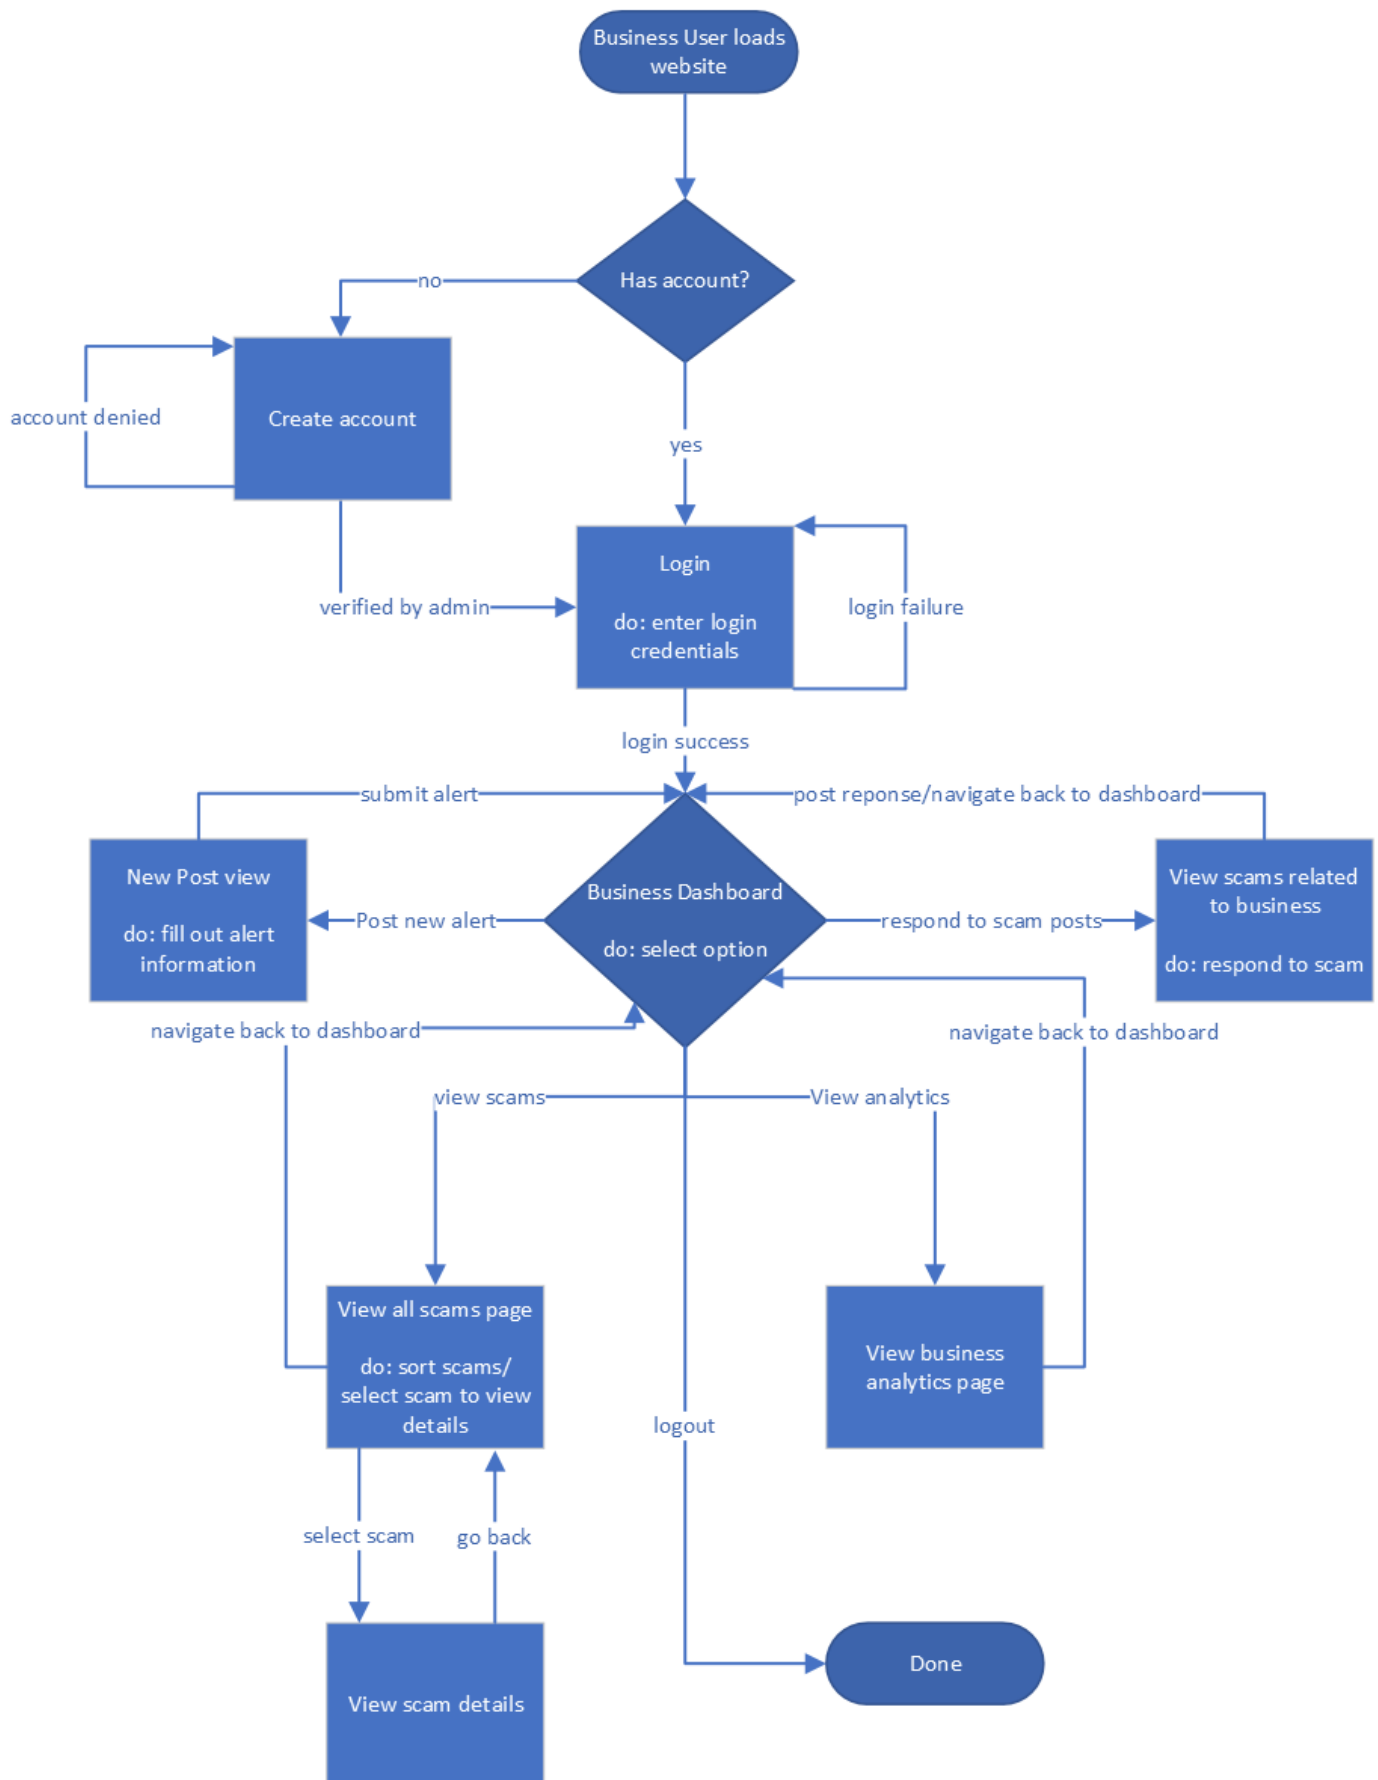 Business User loads
website
Has account?
no
Create account
account denied
yes
Login
do: enter login
credentials
verified by admin
login failure
login success
submit alert
post reponse/navigate back to dashboard
New Post view
do: fill out alert
information
Post new alert
Business Dashboard
do: select option
respond to scam posts
View scams related
to business
do: respond to scam
navigate back to dashboard
navigate back to dashboard
view scams
View analytics
View all scams page
do: sort scams/
select scam to view
details
View business
analytics page
logout
select scam
go back
Done
View scam details